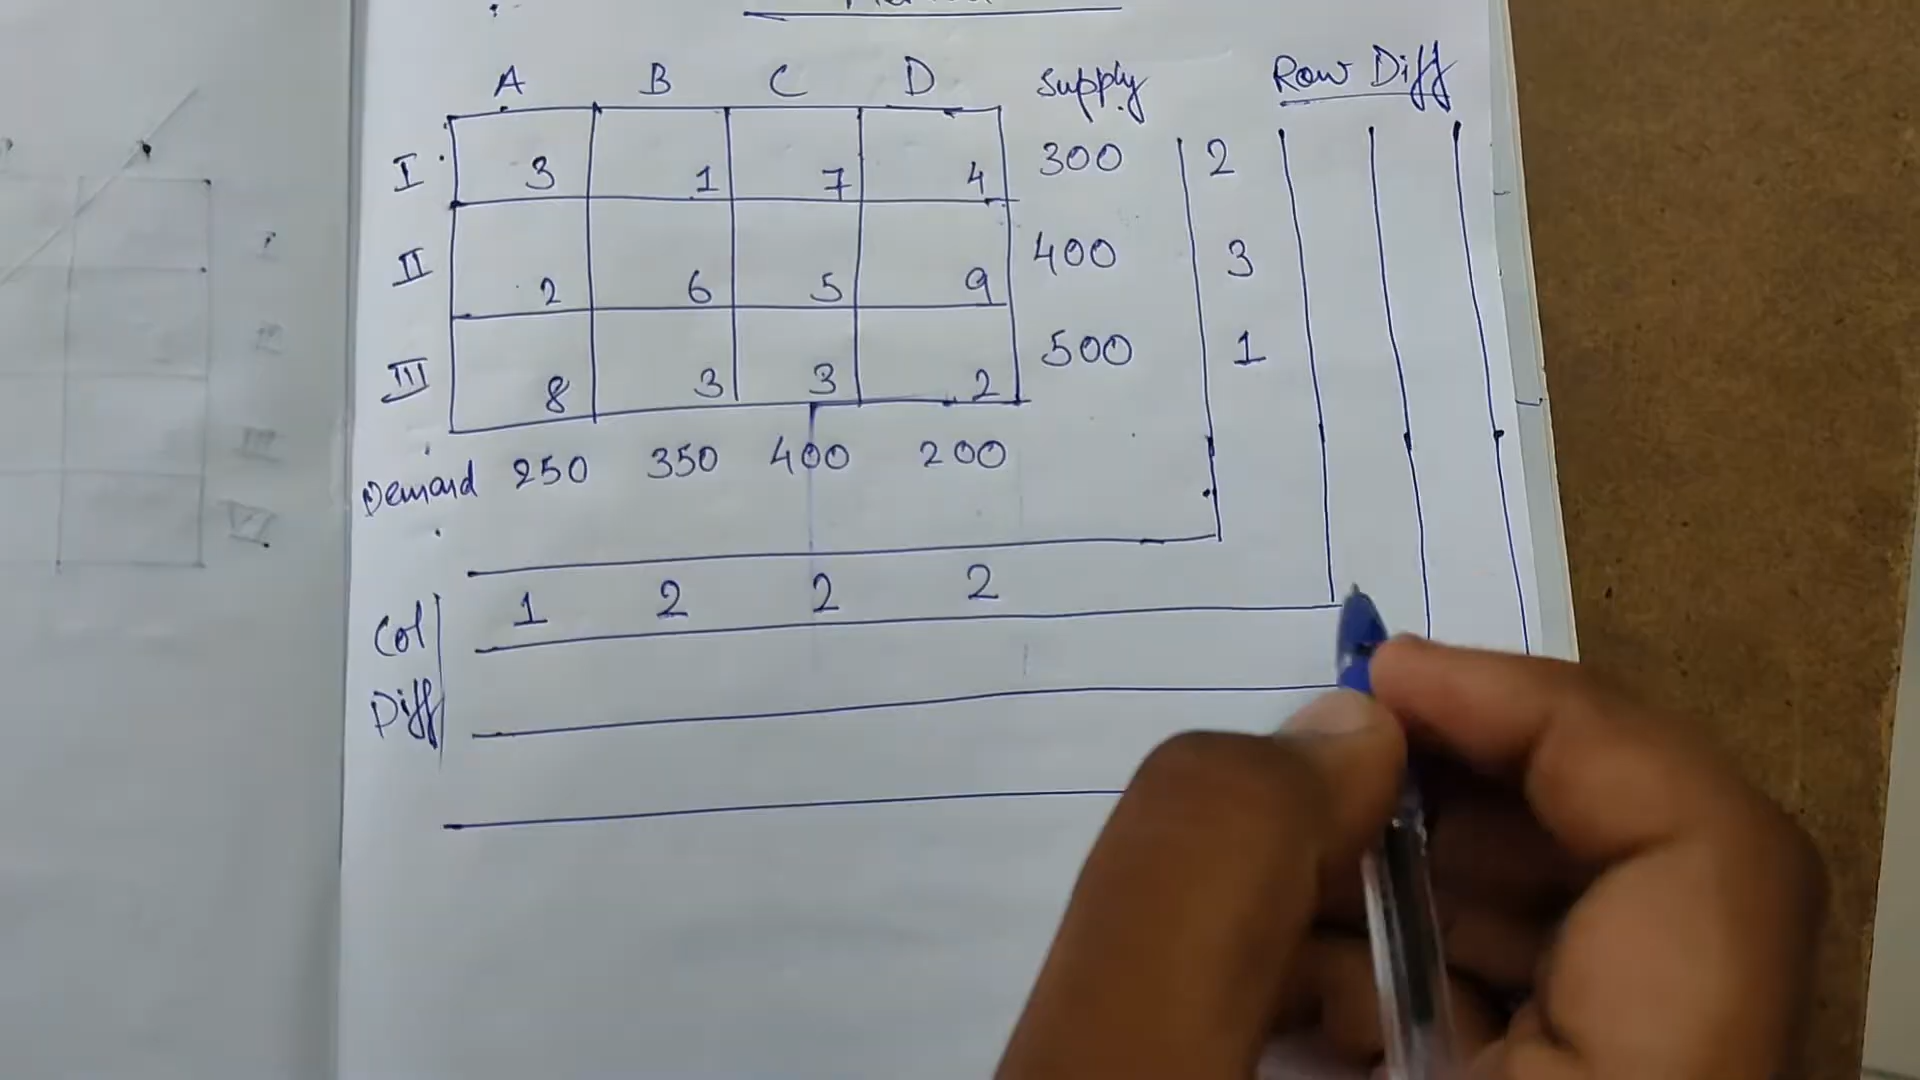 A B C D Supply Row Diff
I 3 1 7 4 300 2
II 2 6 5 9 400 3
III 8 3 3 2 500 1
Demand 250 350 400 200
Col Diff 1 2 2 2